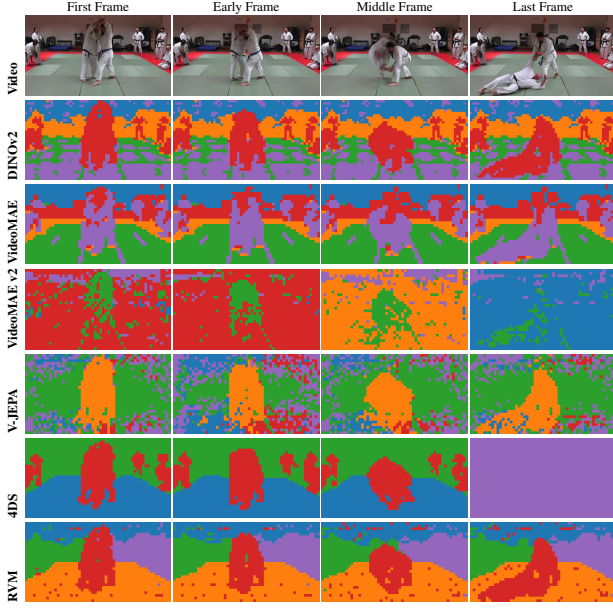 First Frame
Early Frame
Middle Frame
Last Frame
Video
DINOv2
VideoMAE
VideoMAE v2
V-JEPA
4DS
RVM